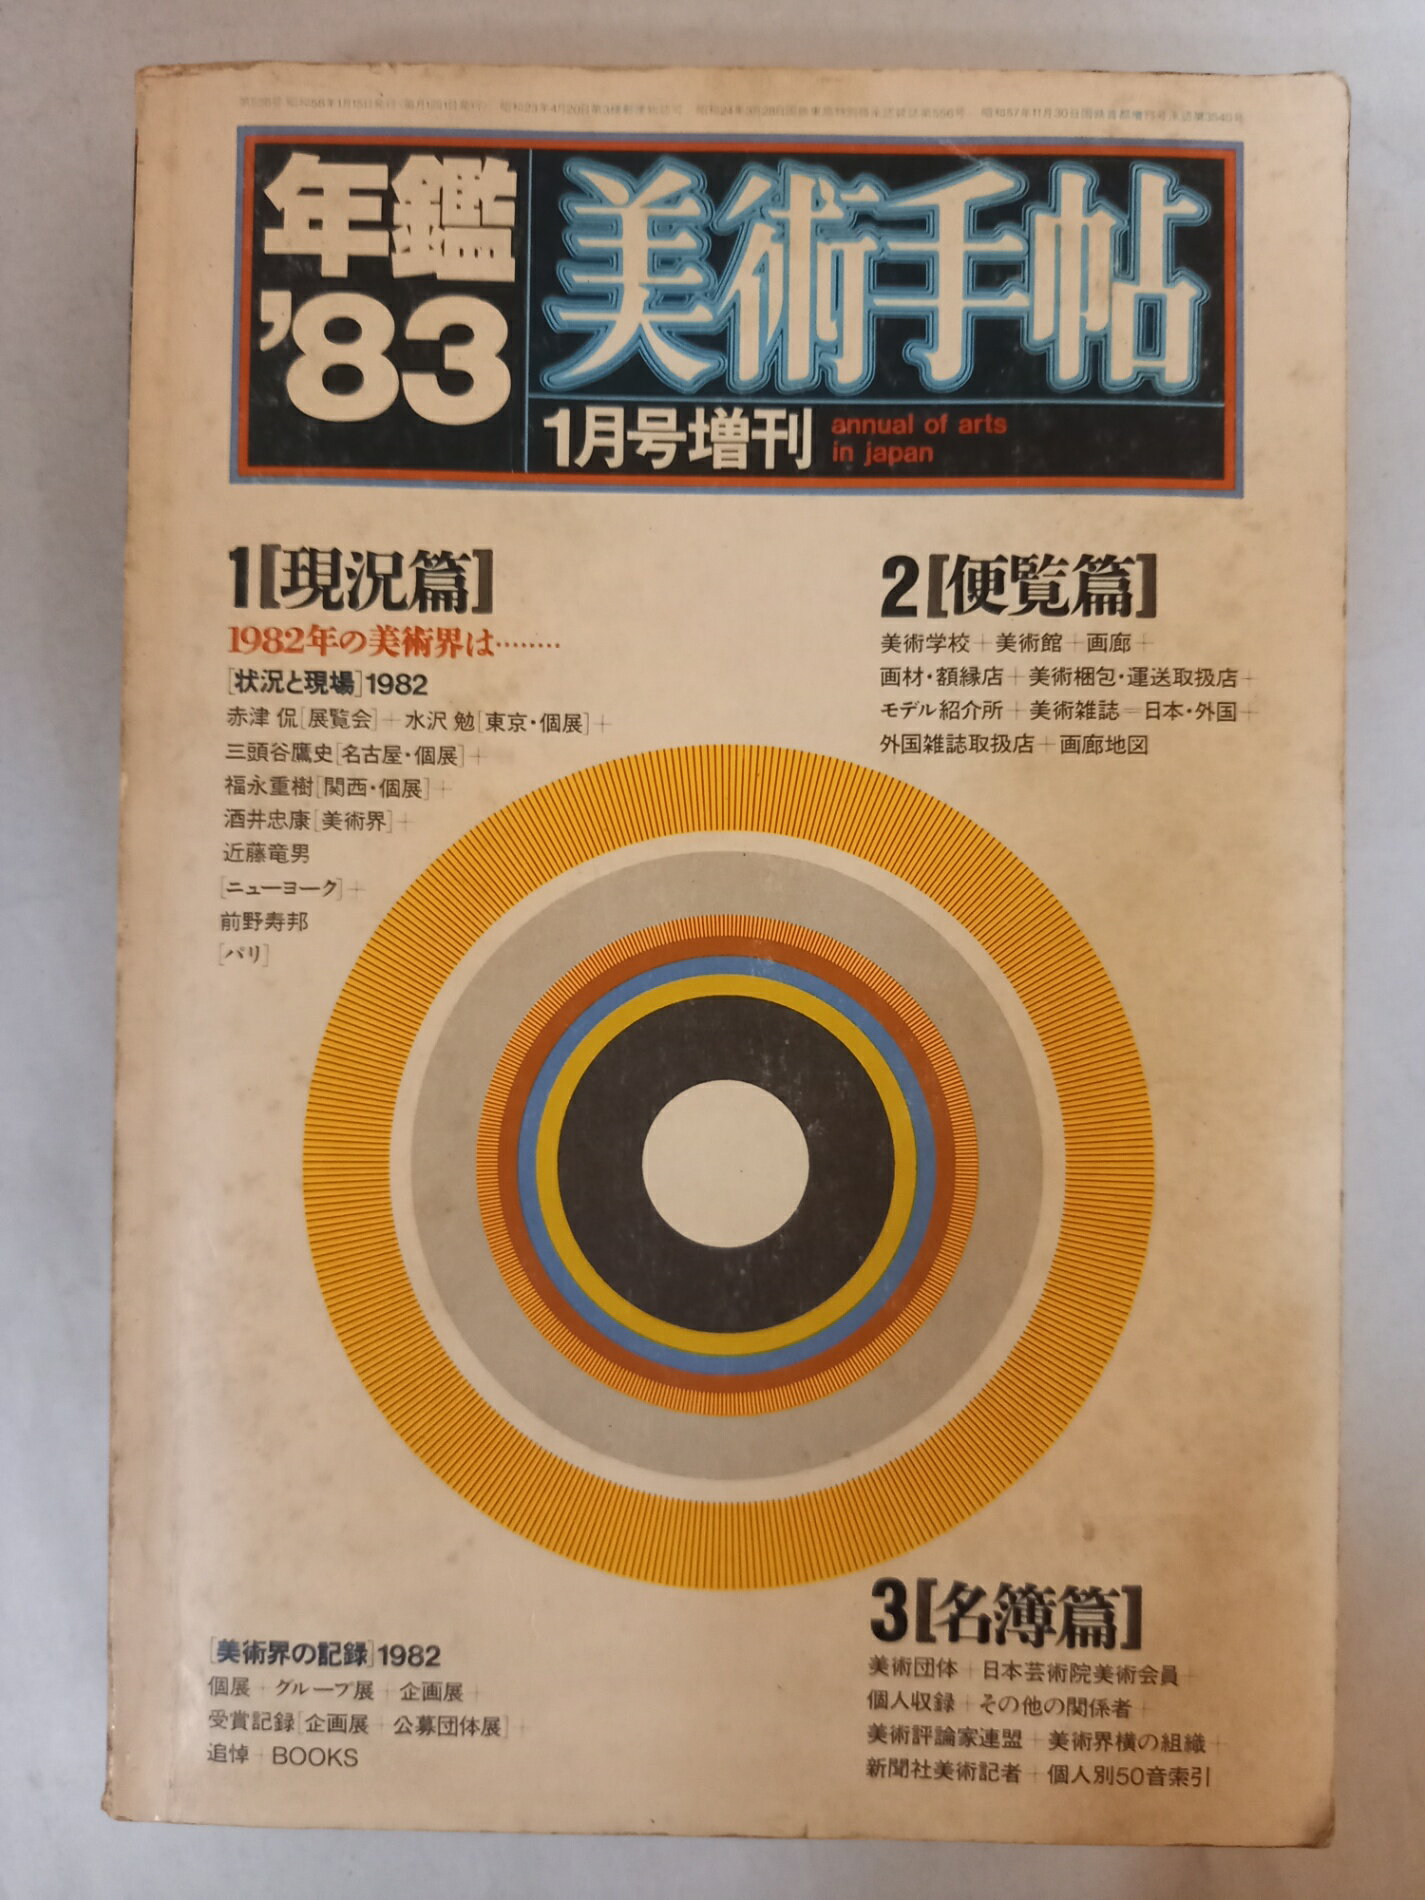 年鑑
'83
美術手帖
1月号増刊
annual of arts
in japan
1[現況篇]
1982年の美術界は………
[状況と現場]1982
赤津 侃[展覧会]+水沢 勉[東京・個展]+
三頭谷鷹史[名古屋・個展]+
福永重樹[関西・個展]+
酒井忠康[美術界]+
近藤竜男
[ニューヨーク]+
前野寿邦
[パリ]
[美術界の記録]1982
個展+グループ展+企画展+
受賞記録[企画展+公募団体展]+
追悼+BOOKS
2[便覧篇]
美術学校+美術館+画廊+
画材・額縁店+美術梱包・運送取扱店+
モデル紹介所+美術雑誌=日本・外国+
外国雑誌取扱店+画廊地図
3[名簿篇]
美術団体+日本芸術院美術会員+
個人収録+その他の関係者+
美術評論家連盟+美術界横の組織+
新聞社美術記者+個人別50音索引